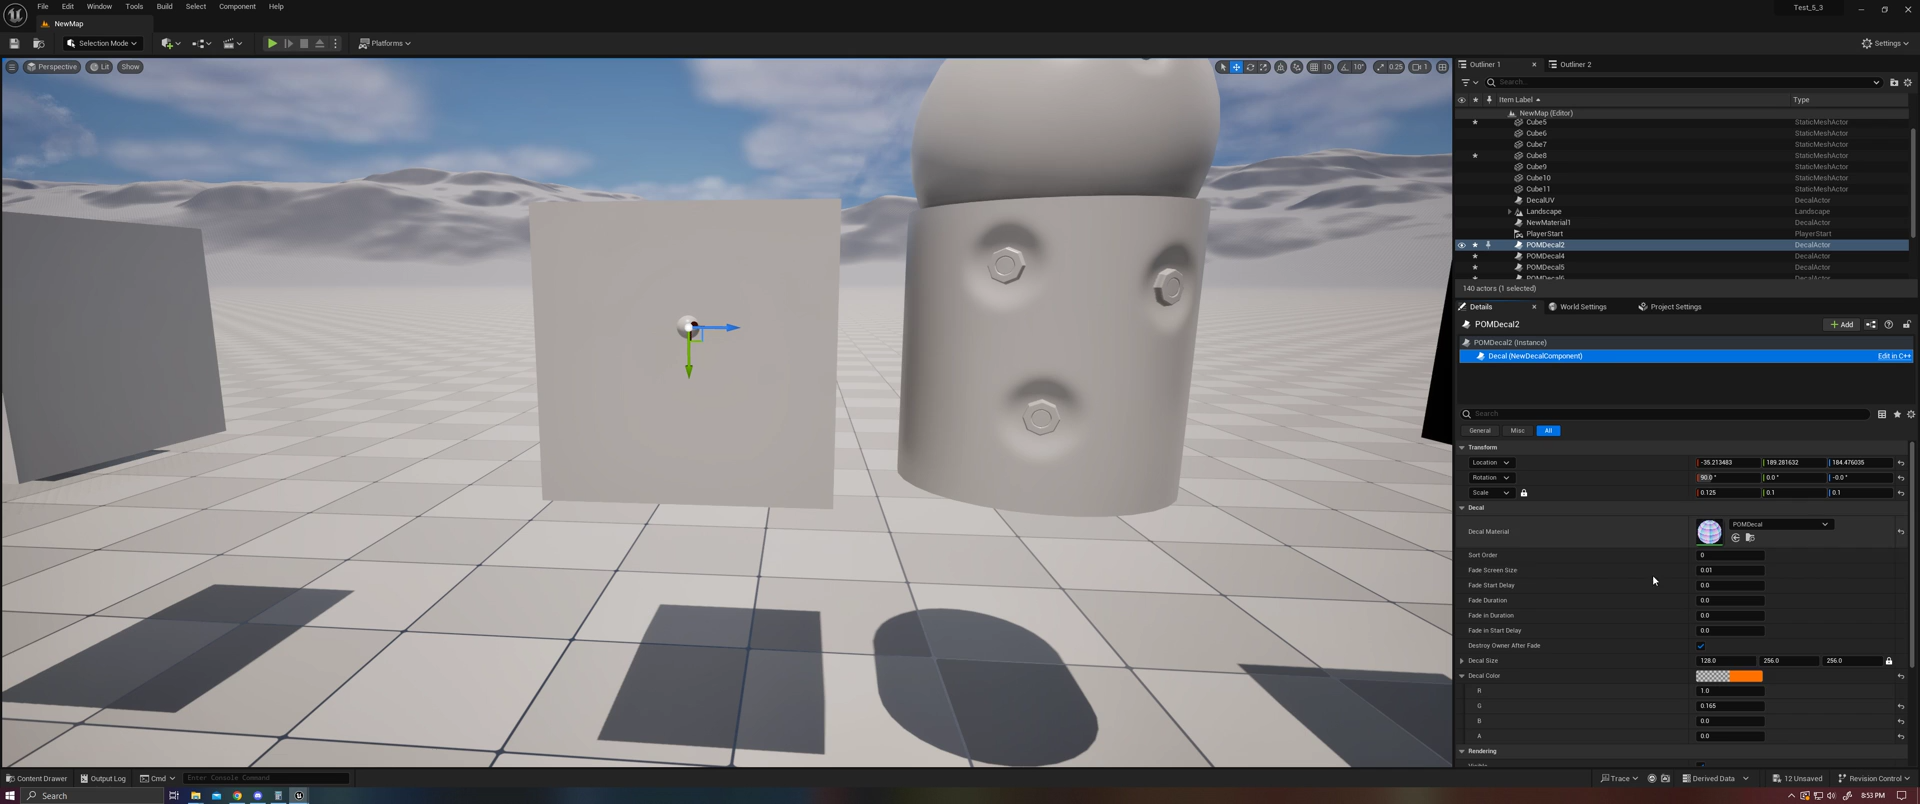 File Edit Window Tools Build Select Component Help
Test_5_3
NewMap
Selection Mode
Platforms
Settings
Perspective Lit Show
10 10° 0.25 1
Outliner 1 Outliner 2
Search...
Item Label Type
NewMap (Editor)
Cube5 StaticMeshActor
Cube6 StaticMeshActor
Cube7 StaticMeshActor
Cube8 StaticMeshActor
Cube9 StaticMeshActor
Cube10 StaticMeshActor
Cube11 StaticMeshActor
DecalUV DecalActor
Landscape Landscape
NewMaterial1 DecalActor
PlayerStart PlayerStart
POMDecal2 DecalActor
POMDecal4 DecalActor
POMDecal5 DecalActor
POMDecal6 DecalActor
140 actors (1 selected)
Details World Settings Project Settings
POMDecal2
Add
POMDecal2 (Instance)
Decal (NewDecalComponent) Edit in C++
Search
General Misc All
Transform
Location -35.213483 189.281632 184.476035
Rotation 90.0 ° 0.0 ° -0.0 °
Scale 0.125 0.1 0.1
Decal
Decal Material POMDecal
Sort Order 0
Fade Screen Size 0.01
Fade Start Delay 0.0
Fade Duration 0.0
Fade in Duration 0.0
Fade in Start Delay 0.0
Destroy Owner After Fade
Decal Size 128.0 256.0 256.0
Decal Color
R 1.0
G 0.165
B 0.0
A 0.0
Rendering
Visible
Content Drawer Output Log Cmd Enter Console Command
Trace Derived Data 12 Unsaved Revision Control
Search
8:53 PM